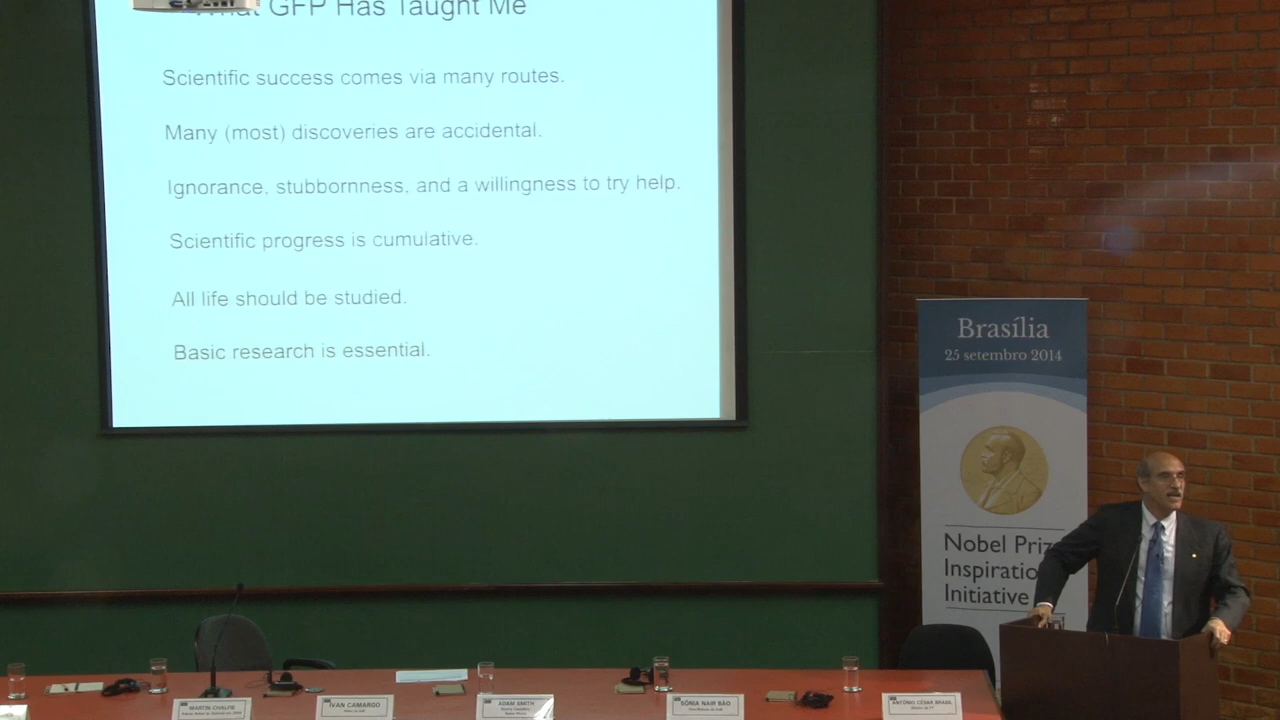 What GFP Has Taught Me
Scientific success comes via many routes.
Many (most) discoveries are accidental.
Ignorance, stubbornness, and a willingness to try help.
Scientific progress is cumulative.
All life should be studied.
Basic research is essential.
Brasília
25 setembro 2014
Nobel Priz
Inspiratio
Initiative
MARTIN CHALFIE
IVAN CAMARGO
ADAM SMITH
SÔNIA NAIR BÁO
ANTÔNIO CÉSAR BRASIL